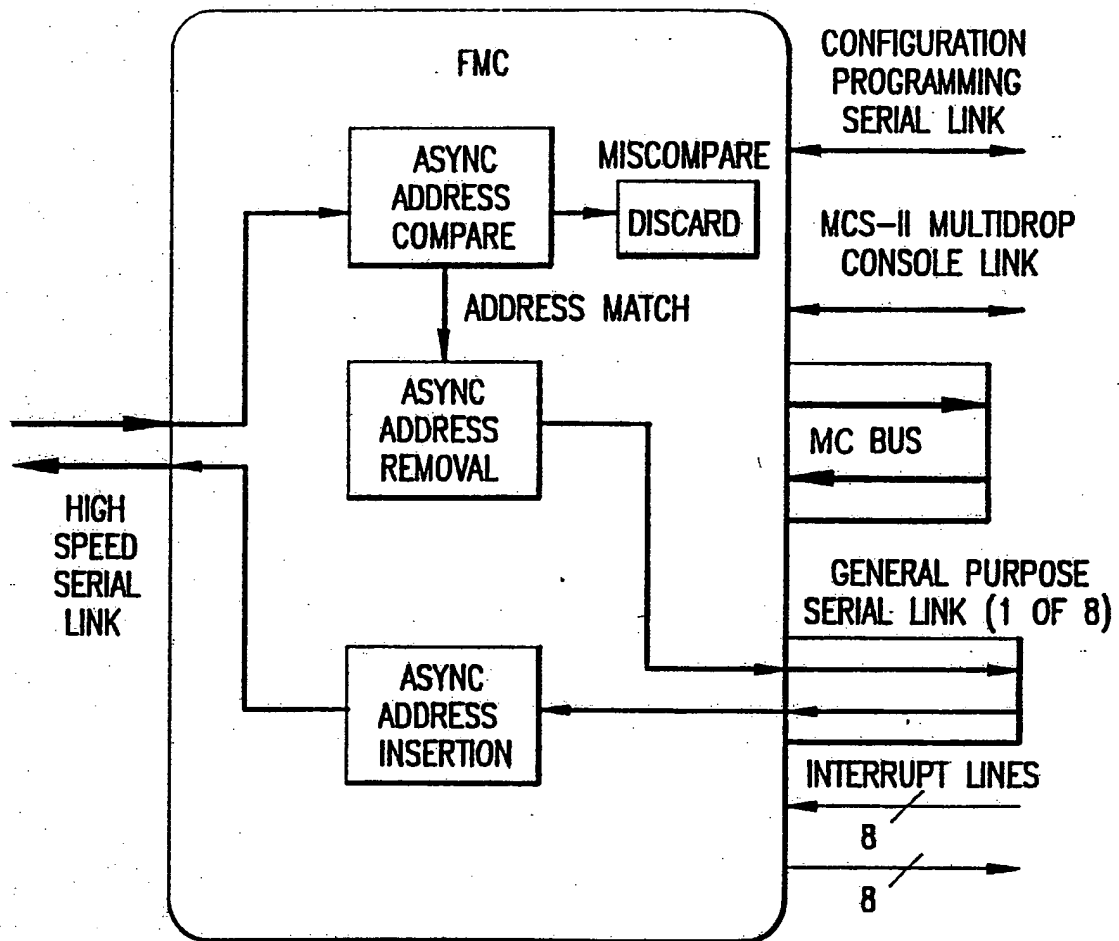 FMC
CONFIGURATION
PROGRAMMING
SERIAL LINK
ASYNC
ADDRESS
COMPARE
MISCOMPARE
DISCARD
MCS-II MULTIDROP
CONSOLE LINK
ADDRESS MATCH
ASYNC
ADDRESS
REMOVAL
MC BUS
HIGH
SPEED
SERIAL
LINK
GENERAL PURPOSE
SERIAL LINK (1 OF 8)
ASYNC
ADDRESS
INSERTION
INTERRUPT LINES
8
8